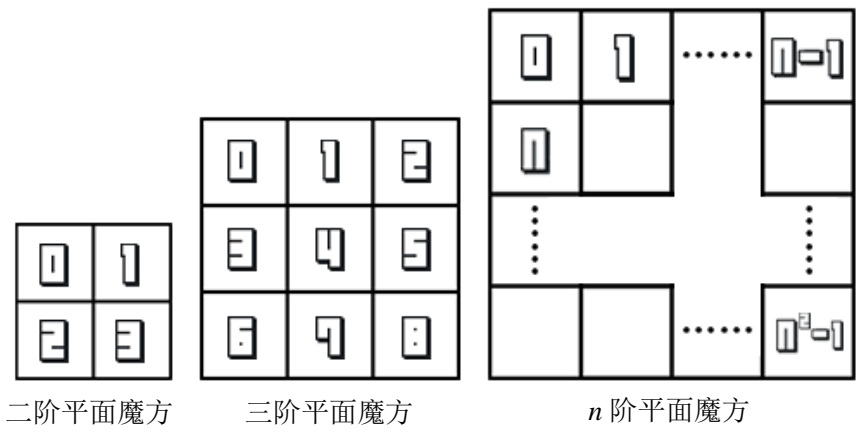 0 1
2 3
二阶平面魔方
0 1 2
3 4 5
6 7 8
三阶平面魔方
0 1 …… n-1
n
…… ……
…… n²-1
n 阶平面魔方